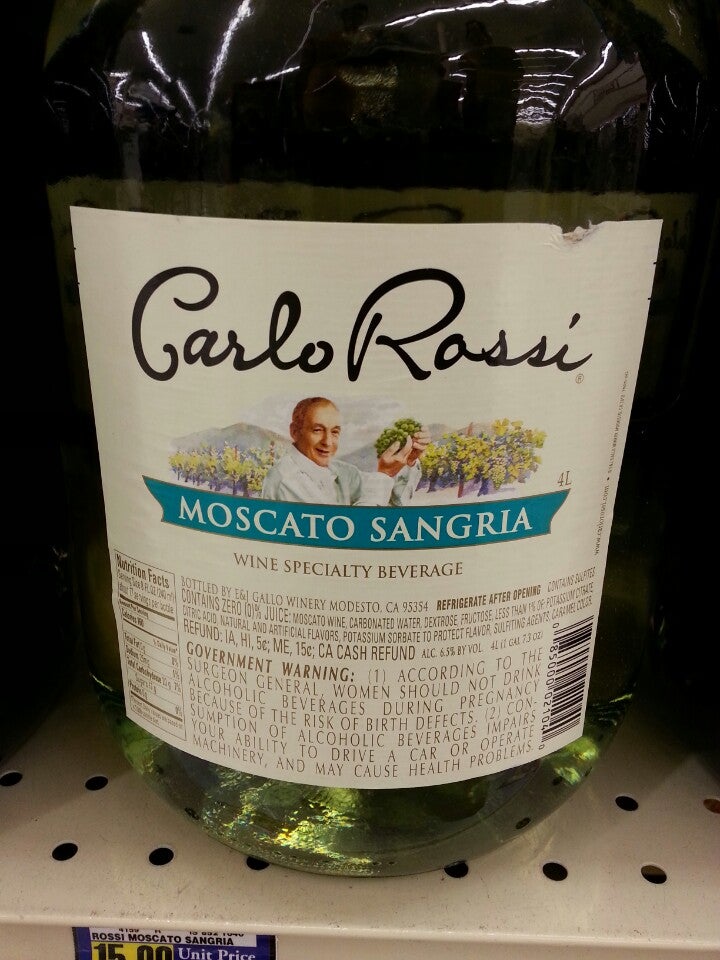 Carlo Rossi
®
4L
MOSCATO SANGRIA
WINE SPECIALTY BEVERAGE
Nutrition Facts
BOTTLED BY E&J GALLO WINERY MODESTO, CA 95354 REFRIGERATE AFTER OPENING CONTAINS SULFITES
CONTAINS ZERO (0)% JUICE: MOSCATO WINE, CARBONATED WATER, DEXTROSE, FRUCTOSE, LESS THAN 1% OF: POTASSIUM CITRATE,
CITRIC ACID, NATURAL AND ARTIFICIAL FLAVORS, POTASSIUM SORBATE TO PROTECT FLAVOR, SULFITING AGENTS, CARAMEL COLOR.
REFUND: IA, HI, 5¢; ME, 15¢; CA CASH REFUND ALC. 6.5% BY VOL. 4L (1 GAL 7.3 OZ)
GOVERNMENT WARNING: (1) ACCORDING TO THE
SURGEON GENERAL, WOMEN SHOULD NOT DRINK
ALCOHOLIC BEVERAGES DURING PREGNANCY
BECAUSE OF THE RISK OF BIRTH DEFECTS. (2) CON-
SUMPTION OF ALCOHOLIC BEVERAGES IMPAIRS
YOUR ABILITY TO DRIVE A CAR OR OPERATE
MACHINERY, AND MAY CAUSE HEALTH PROBLEMS.
www.carlorossi.com
ROSSI MOSCATO SANGRIA
15.99 Unit Price